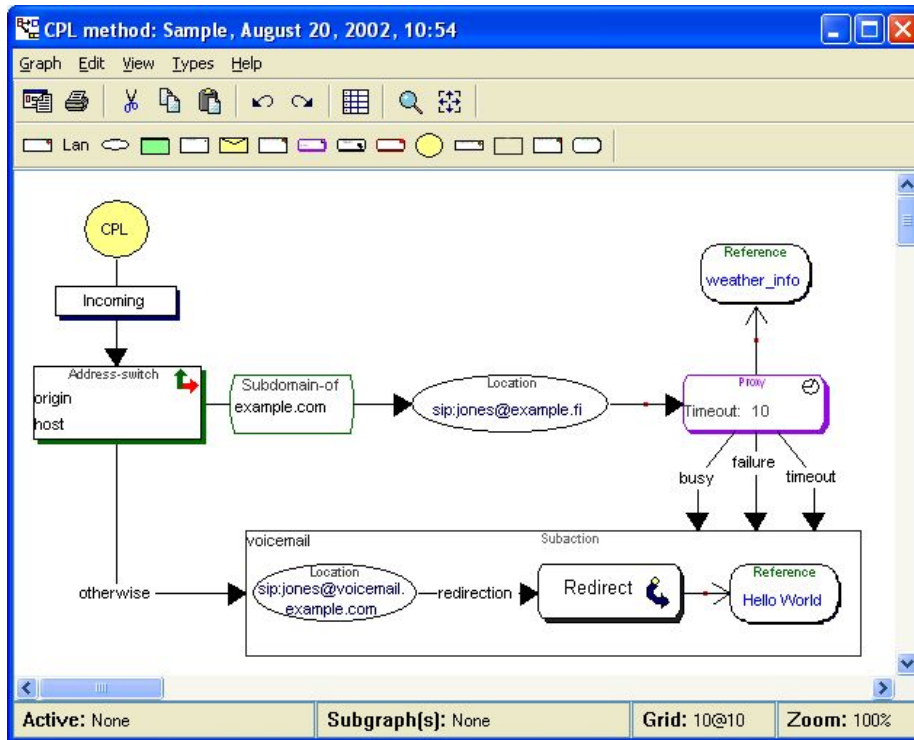 CPL method: Sample, August 20, 2002, 10:54
Graph Edit View Types Help
Lan
CPL
Incoming
Address-switch
origin
host
Subdomain-of
example.com
Location
sip:jones@example.fi
Reference
weather_info
Proxy
Timeout: 10
busy
failure
timeout
otherwise
voicemail
Subaction
Location
sip:jones@voicemail.
example.com
redirection
Redirect
Reference
Hello World
Active: None
Subgraph(s): None
Grid: 10@10
Zoom: 100%